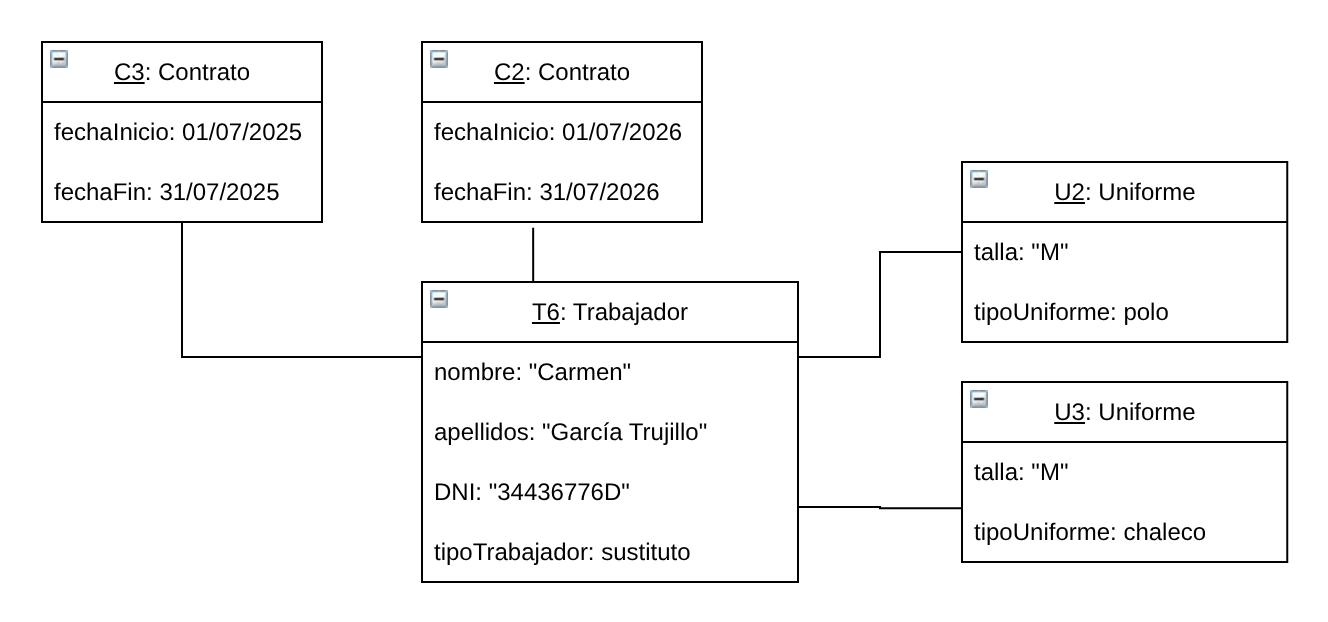 C3: Contrato
fechaInicio: 01/07/2025
fechaFin: 31/07/2025
C2: Contrato
fechaInicio: 01/07/2026
fechaFin: 31/07/2026
T6: Trabajador
nombre: "Carmen"
apellidos: "García Trujillo"
DNI: "34436776D"
tipoTrabajador: sustituto
U2: Uniforme
talla: "M"
tipoUniforme: polo
U3: Uniforme
talla: "M"
tipoUniforme: chaleco